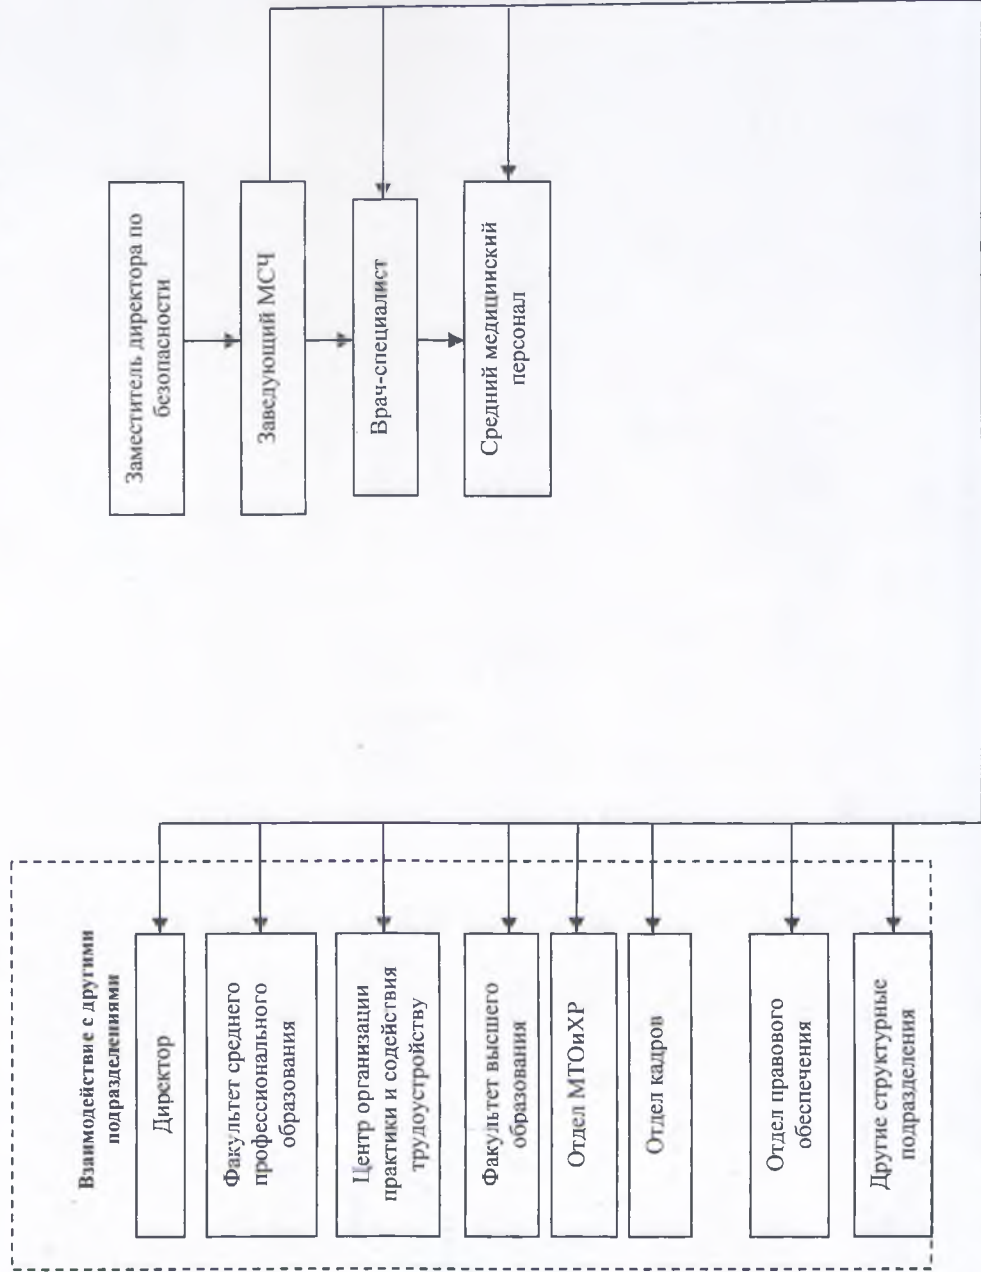 Взаимодействие с другими
подразделениями
Директор
Факультет среднего
профессионального
образования
Центр организации
практики и содействия
трудоустройству
Факультет высшего
образования
Отдел МТОиХР
Отдел кадров
Отдел правового
обеспечения
Другие структурные
подразделения
Заместитель директора по
безопасности
Заведующий МСЧ
Врач-специалист
Средний медицинский
персонал